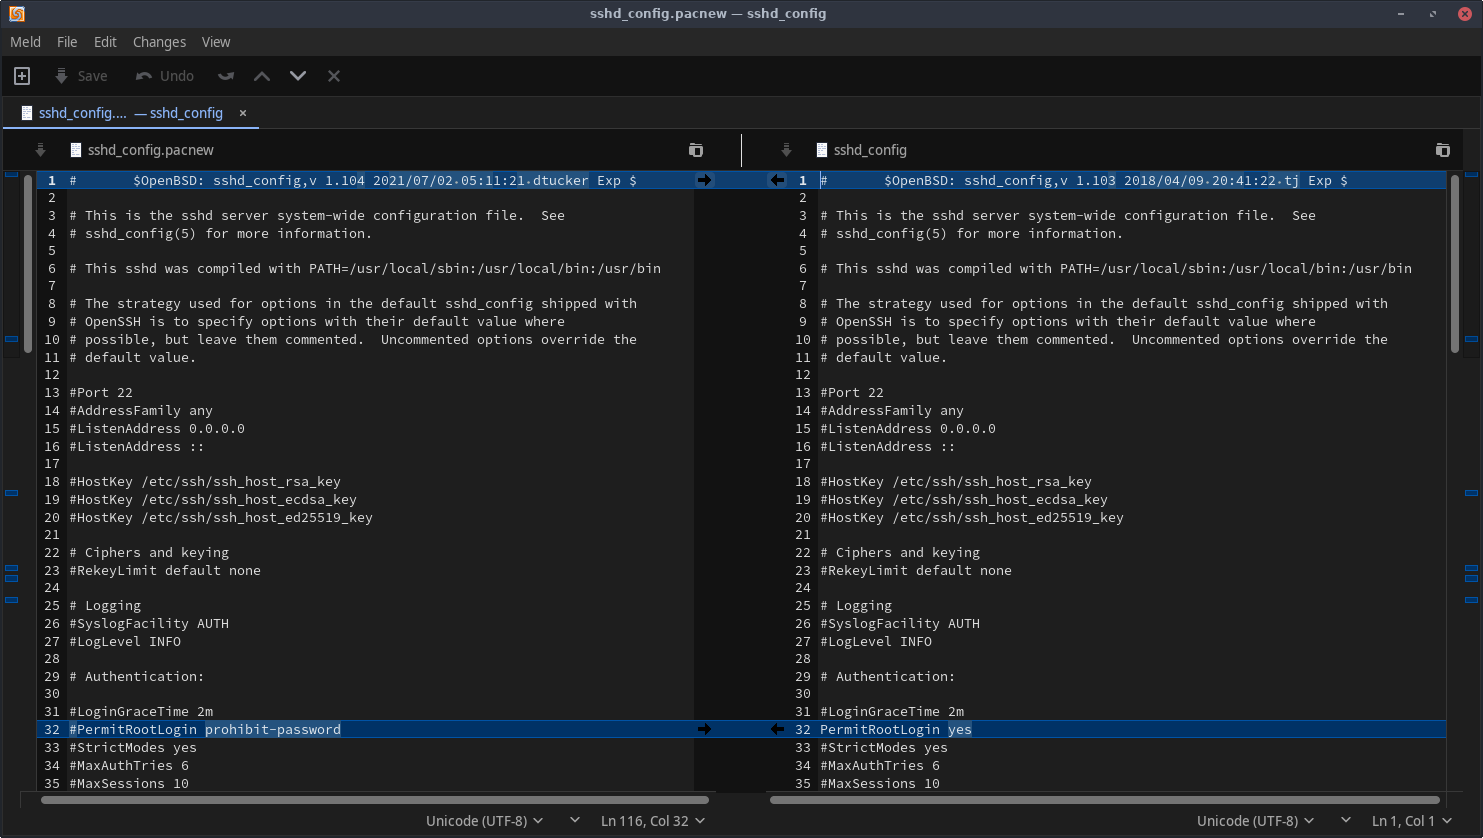 sshd_config.pacnew — sshd_config
Meld File Edit Changes View
Save Undo
sshd_config.... — sshd_config ×
sshd_config.pacnew
1 #       $OpenBSD: sshd_config,v 1.104 2021/07/02·05:11:21·dtucker Exp $
2
3 # This is the sshd server system-wide configuration file.  See
4 # sshd_config(5) for more information.
5
6 # This sshd was compiled with PATH=/usr/local/sbin:/usr/local/bin:/usr/bin
7
8 # The strategy used for options in the default sshd_config shipped with
9 # OpenSSH is to specify options with their default value where
10 # possible, but leave them commented.  Uncommented options override the
11 # default value.
12
13 #Port 22
14 #AddressFamily any
15 #ListenAddress 0.0.0.0
16 #ListenAddress ::
17
18 #HostKey /etc/ssh/ssh_host_rsa_key
19 #HostKey /etc/ssh/ssh_host_ecdsa_key
20 #HostKey /etc/ssh/ssh_host_ed25519_key
21
22 # Ciphers and keying
23 #RekeyLimit default none
24
25 # Logging
26 #SyslogFacility AUTH
27 #LogLevel INFO
28
29 # Authentication:
30
31 #LoginGraceTime 2m
32 #PermitRootLogin prohibit-password
33 #StrictModes yes
34 #MaxAuthTries 6
35 #MaxSessions 10
Unicode (UTF-8) Ln 116, Col 32
sshd_config
1 #       $OpenBSD: sshd_config,v 1.103 2018/04/09·20:41:22·tj Exp $
2
3 # This is the sshd server system-wide configuration file.  See
4 # sshd_config(5) for more information.
5
6 # This sshd was compiled with PATH=/usr/local/sbin:/usr/local/bin:/usr/bin
7
8 # The strategy used for options in the default sshd_config shipped with
9 # OpenSSH is to specify options with their default value where
10 # possible, but leave them commented.  Uncommented options override the
11 # default value.
12
13 #Port 22
14 #AddressFamily any
15 #ListenAddress 0.0.0.0
16 #ListenAddress ::
17
18 #HostKey /etc/ssh/ssh_host_rsa_key
19 #HostKey /etc/ssh/ssh_host_ecdsa_key
20 #HostKey /etc/ssh/ssh_host_ed25519_key
21
22 # Ciphers and keying
23 #RekeyLimit default none
24
25 # Logging
26 #SyslogFacility AUTH
27 #LogLevel INFO
28
29 # Authentication:
30
31 #LoginGraceTime 2m
32 PermitRootLogin yes
33 #StrictModes yes
34 #MaxAuthTries 6
35 #MaxSessions 10
Unicode (UTF-8) Ln 1, Col 1